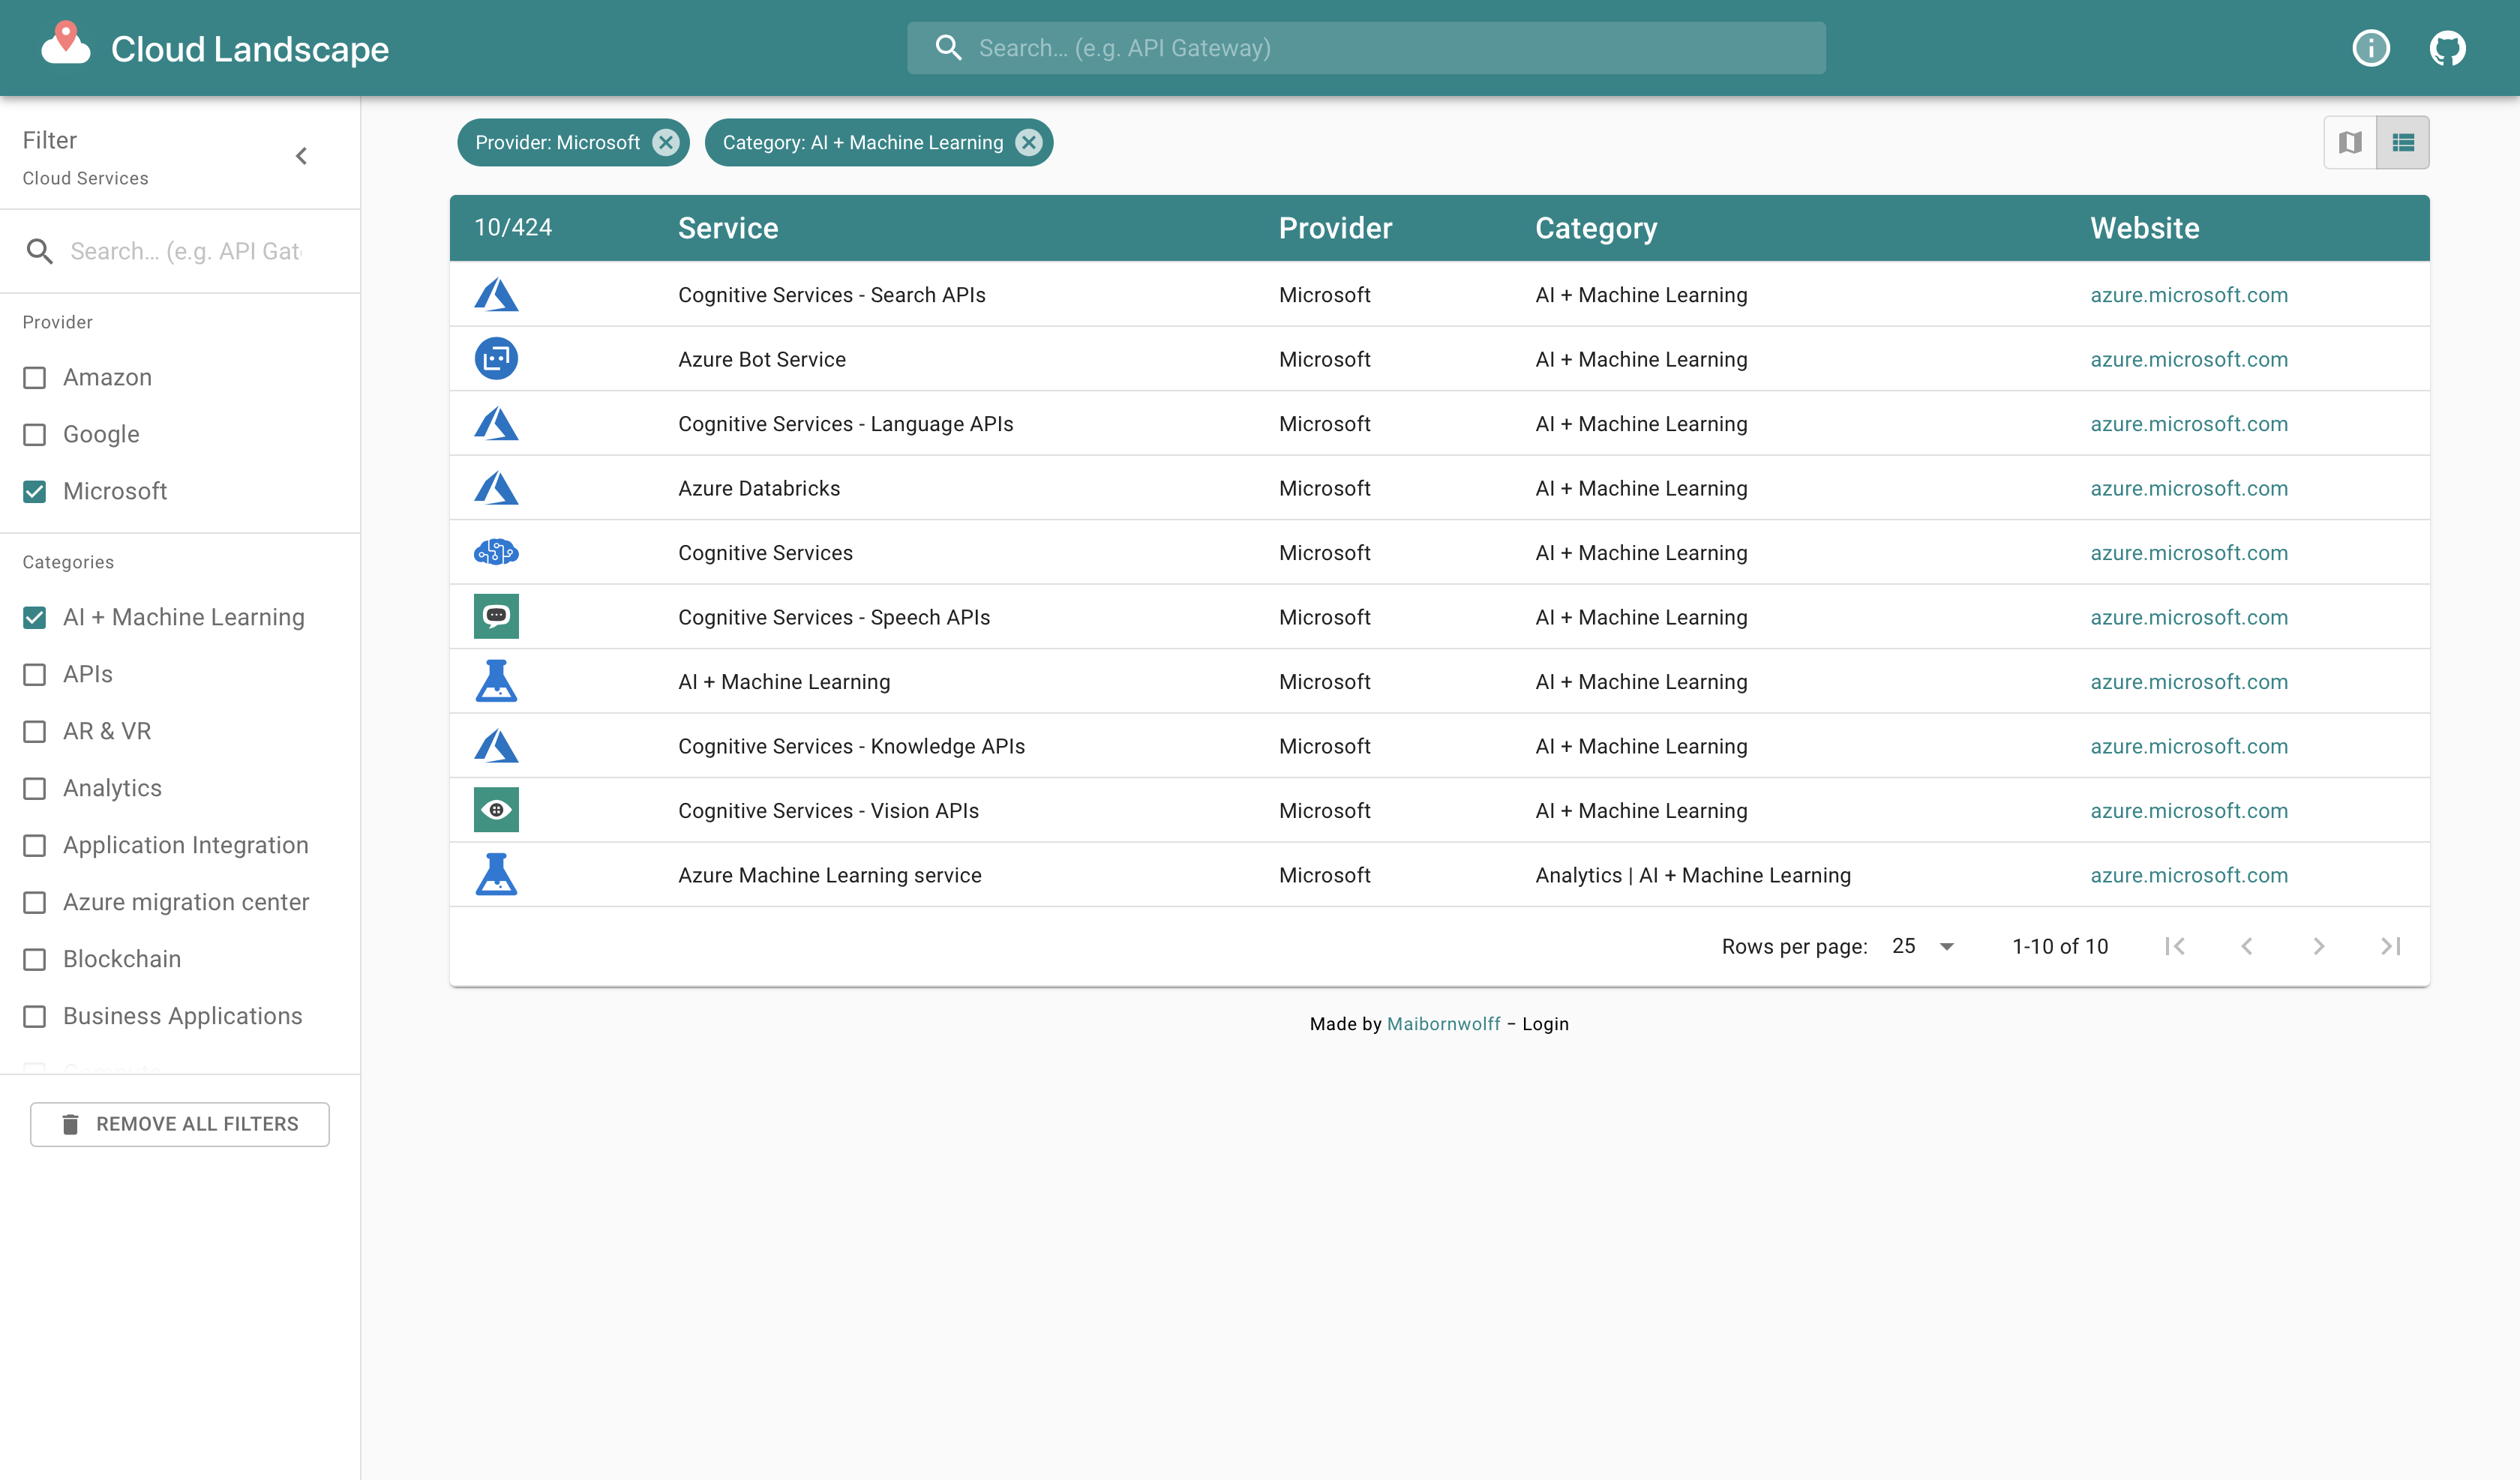 Cloud Landscape
Search... (e.g. API Gateway)
Filter
Cloud Services
Search... (e.g. API Gat
Provider
Amazon
Google
Microsoft
Categories
AI + Machine Learning
APIs
AR & VR
Analytics
Application Integration
Azure migration center
Blockchain
Business Applications
REMOVE ALL FILTERS
Provider: Microsoft
Category: AI + Machine Learning
10/424 Service Provider Category Website
Cognitive Services - Search APIs Microsoft AI + Machine Learning azure.microsoft.com
Azure Bot Service Microsoft AI + Machine Learning azure.microsoft.com
Cognitive Services - Language APIs Microsoft AI + Machine Learning azure.microsoft.com
Azure Databricks Microsoft AI + Machine Learning azure.microsoft.com
Cognitive Services Microsoft AI + Machine Learning azure.microsoft.com
Cognitive Services - Speech APIs Microsoft AI + Machine Learning azure.microsoft.com
AI + Machine Learning Microsoft AI + Machine Learning azure.microsoft.com
Cognitive Services - Knowledge APIs Microsoft AI + Machine Learning azure.microsoft.com
Cognitive Services - Vision APIs Microsoft AI + Machine Learning azure.microsoft.com
Azure Machine Learning service Microsoft Analytics | AI + Machine Learning azure.microsoft.com
Rows per page: 25 1-10 of 10
Made by Maibornwolff – Login